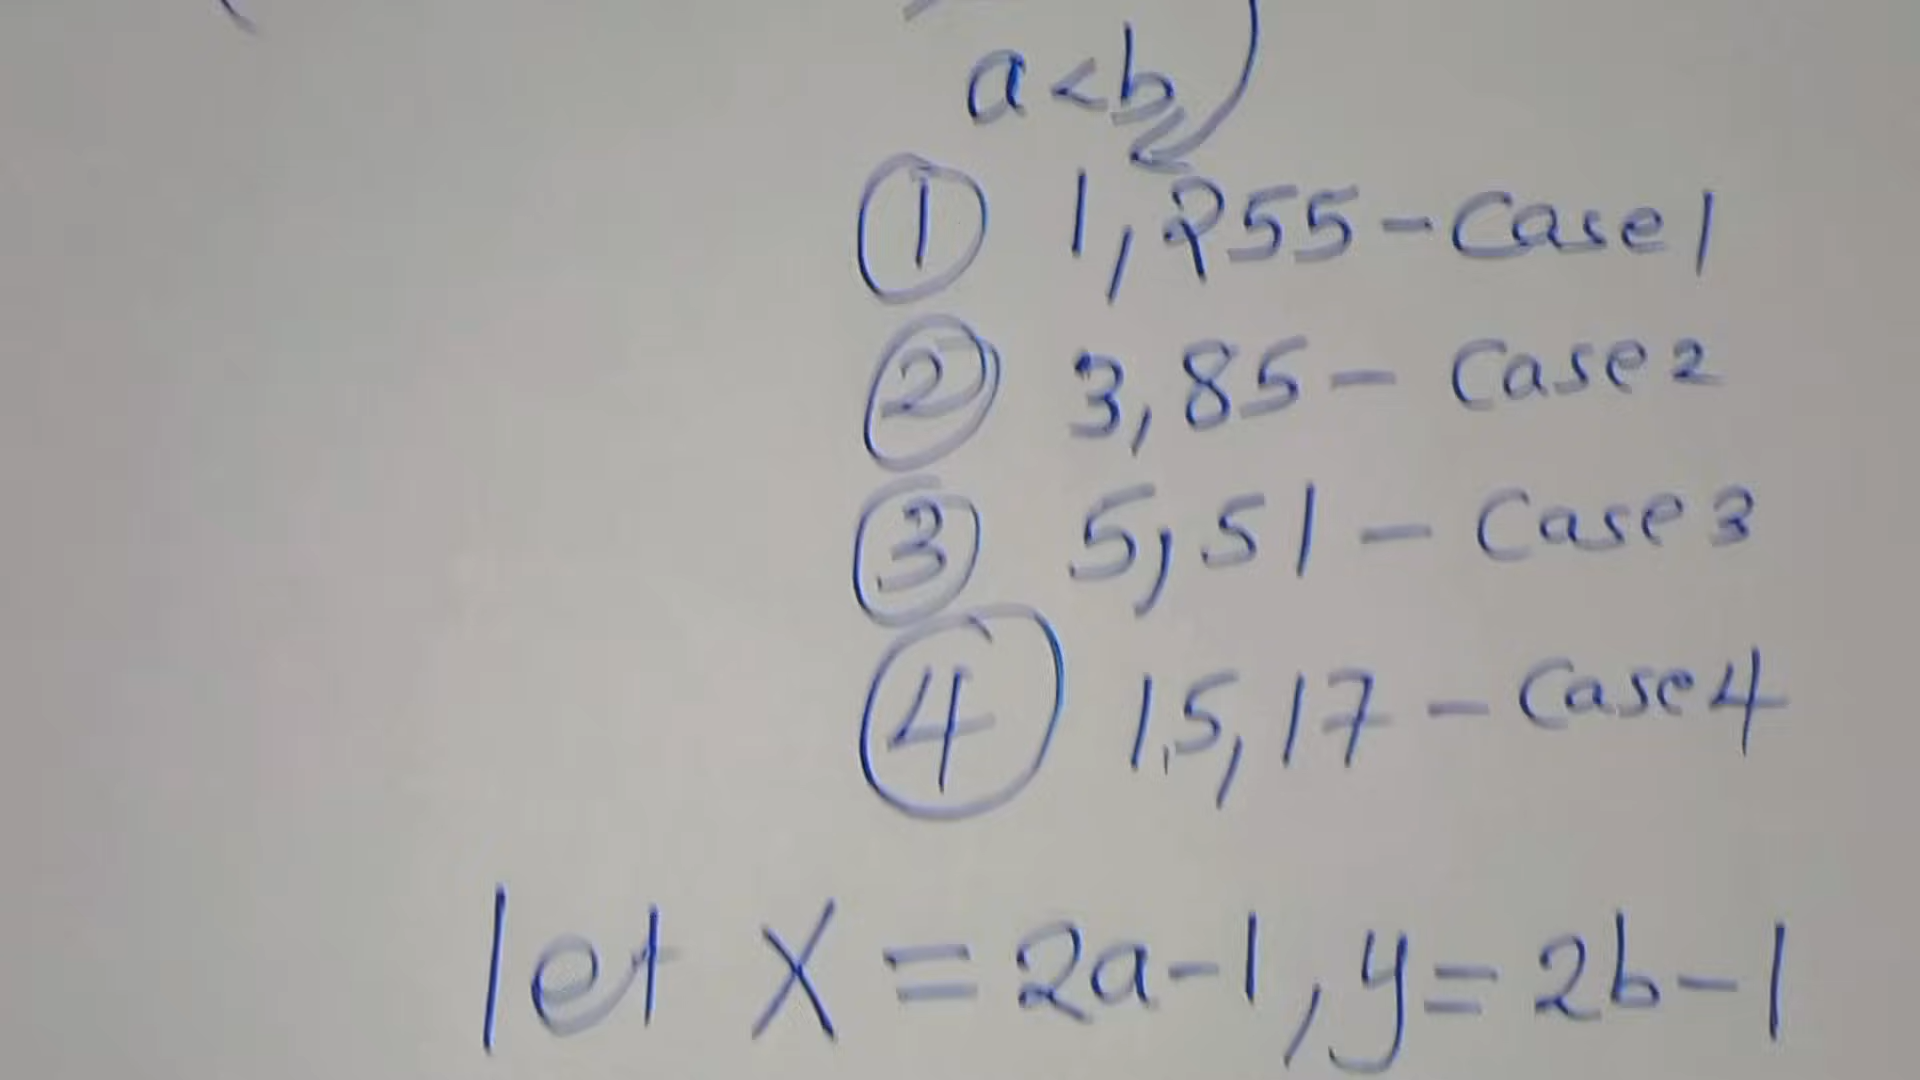 a<b
① 1, 255 - Case 1
② 3, 85 - Case 2
③ 5, 51 - Case 3
④ 15, 17 - Case 4
let X = 2a-1, y = 2b-1